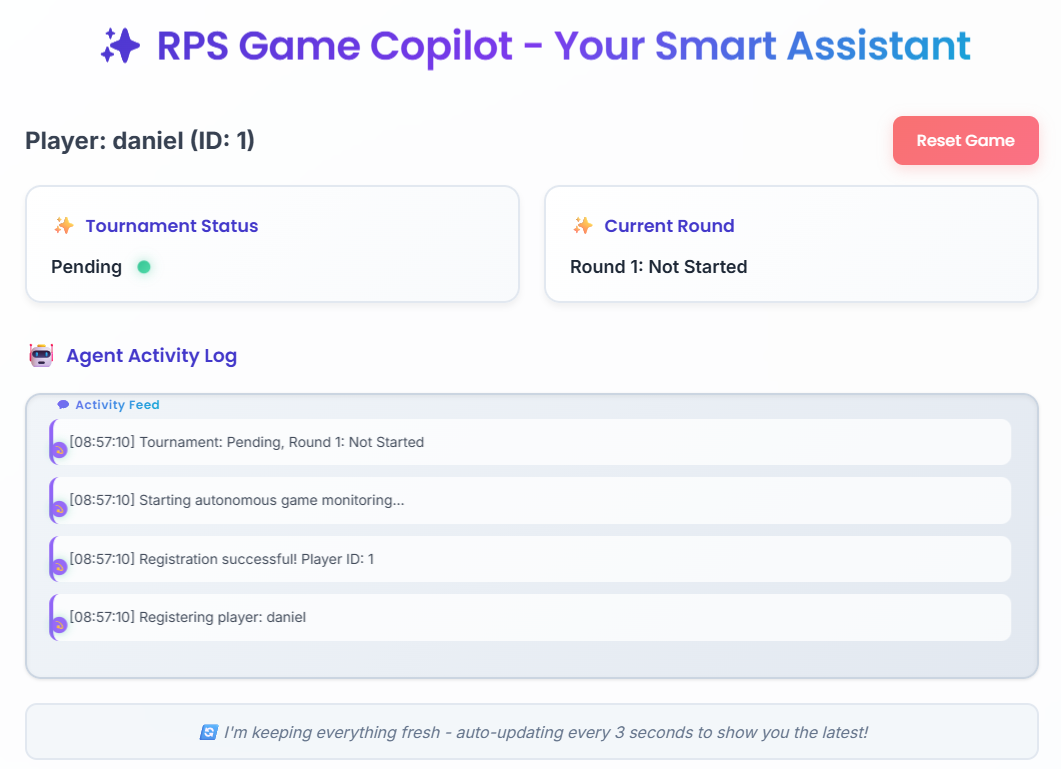 RPS Game Copilot - Your Smart Assistant
Player: daniel (ID: 1)
Reset Game
Tournament Status
Pending
Current Round
Round 1: Not Started
Agent Activity Log
Activity Feed
[08:57:10] Tournament: Pending, Round 1: Not Started
[08:57:10] Starting autonomous game monitoring...
[08:57:10] Registration successful! Player ID: 1
[08:57:10] Registering player: daniel
I'm keeping everything fresh - auto-updating every 3 seconds to show you the latest!